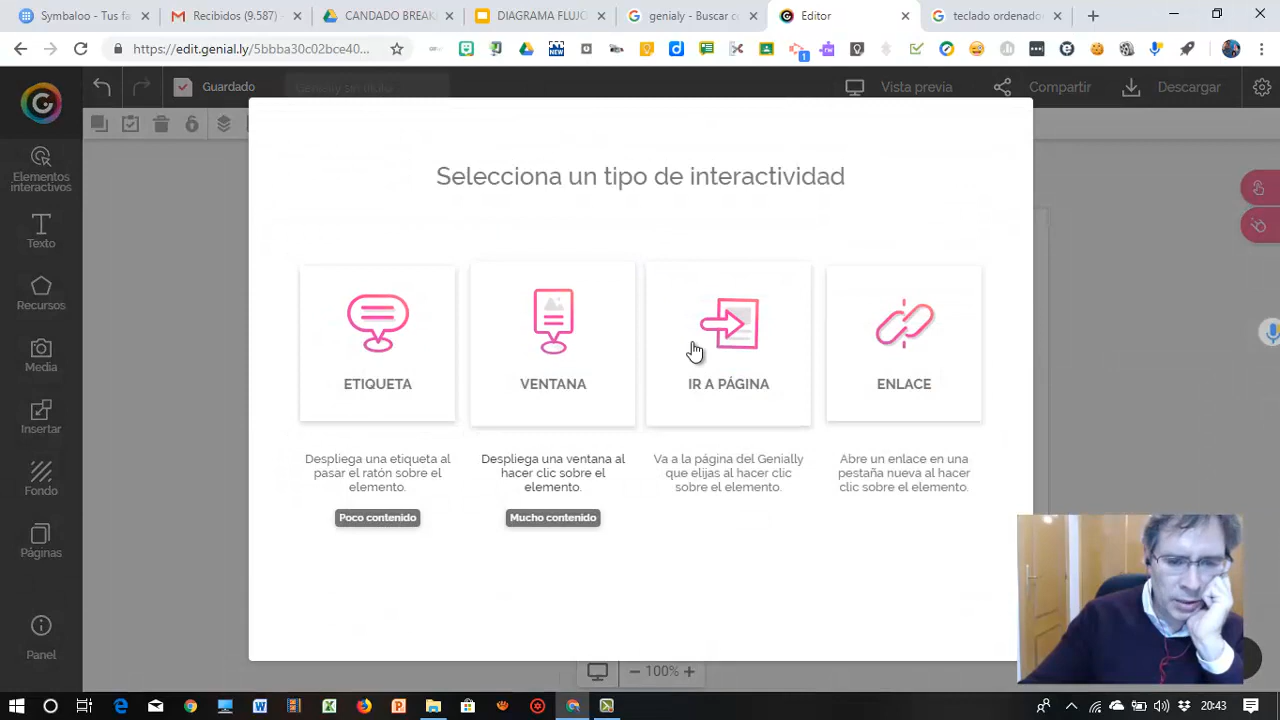 Symbaloo - Tus fa
Recibidos (9.587)
CANDADO BREAK
DIAGRAMA FLUJO
genialy - Buscar c
Editor
teclado ordenado
https://edit.genial.ly/5bbba30c02bce40...
NEW
1
Guardado
Genially sin título
Vista previa
Compartir
Descargar
Elementos
interactivos
Texto
Recursos
Media
Insertar
Fondo
Páginas
Panel
Selecciona un tipo de interactividad
ETIQUETA
VENTANA
IR A PÁGINA
ENLACE
Despliega una etiqueta al
pasar el ratón sobre el
elemento.
Poco contenido
Despliega una ventana al
hacer clic sobre el
elemento.
Mucho contenido
Va a la página del Genially
que elijas al hacer clic
sobre el elemento.
Abre un enlace en una
pestaña nueva al hacer
clic sobre el elemento.
100%
20:43